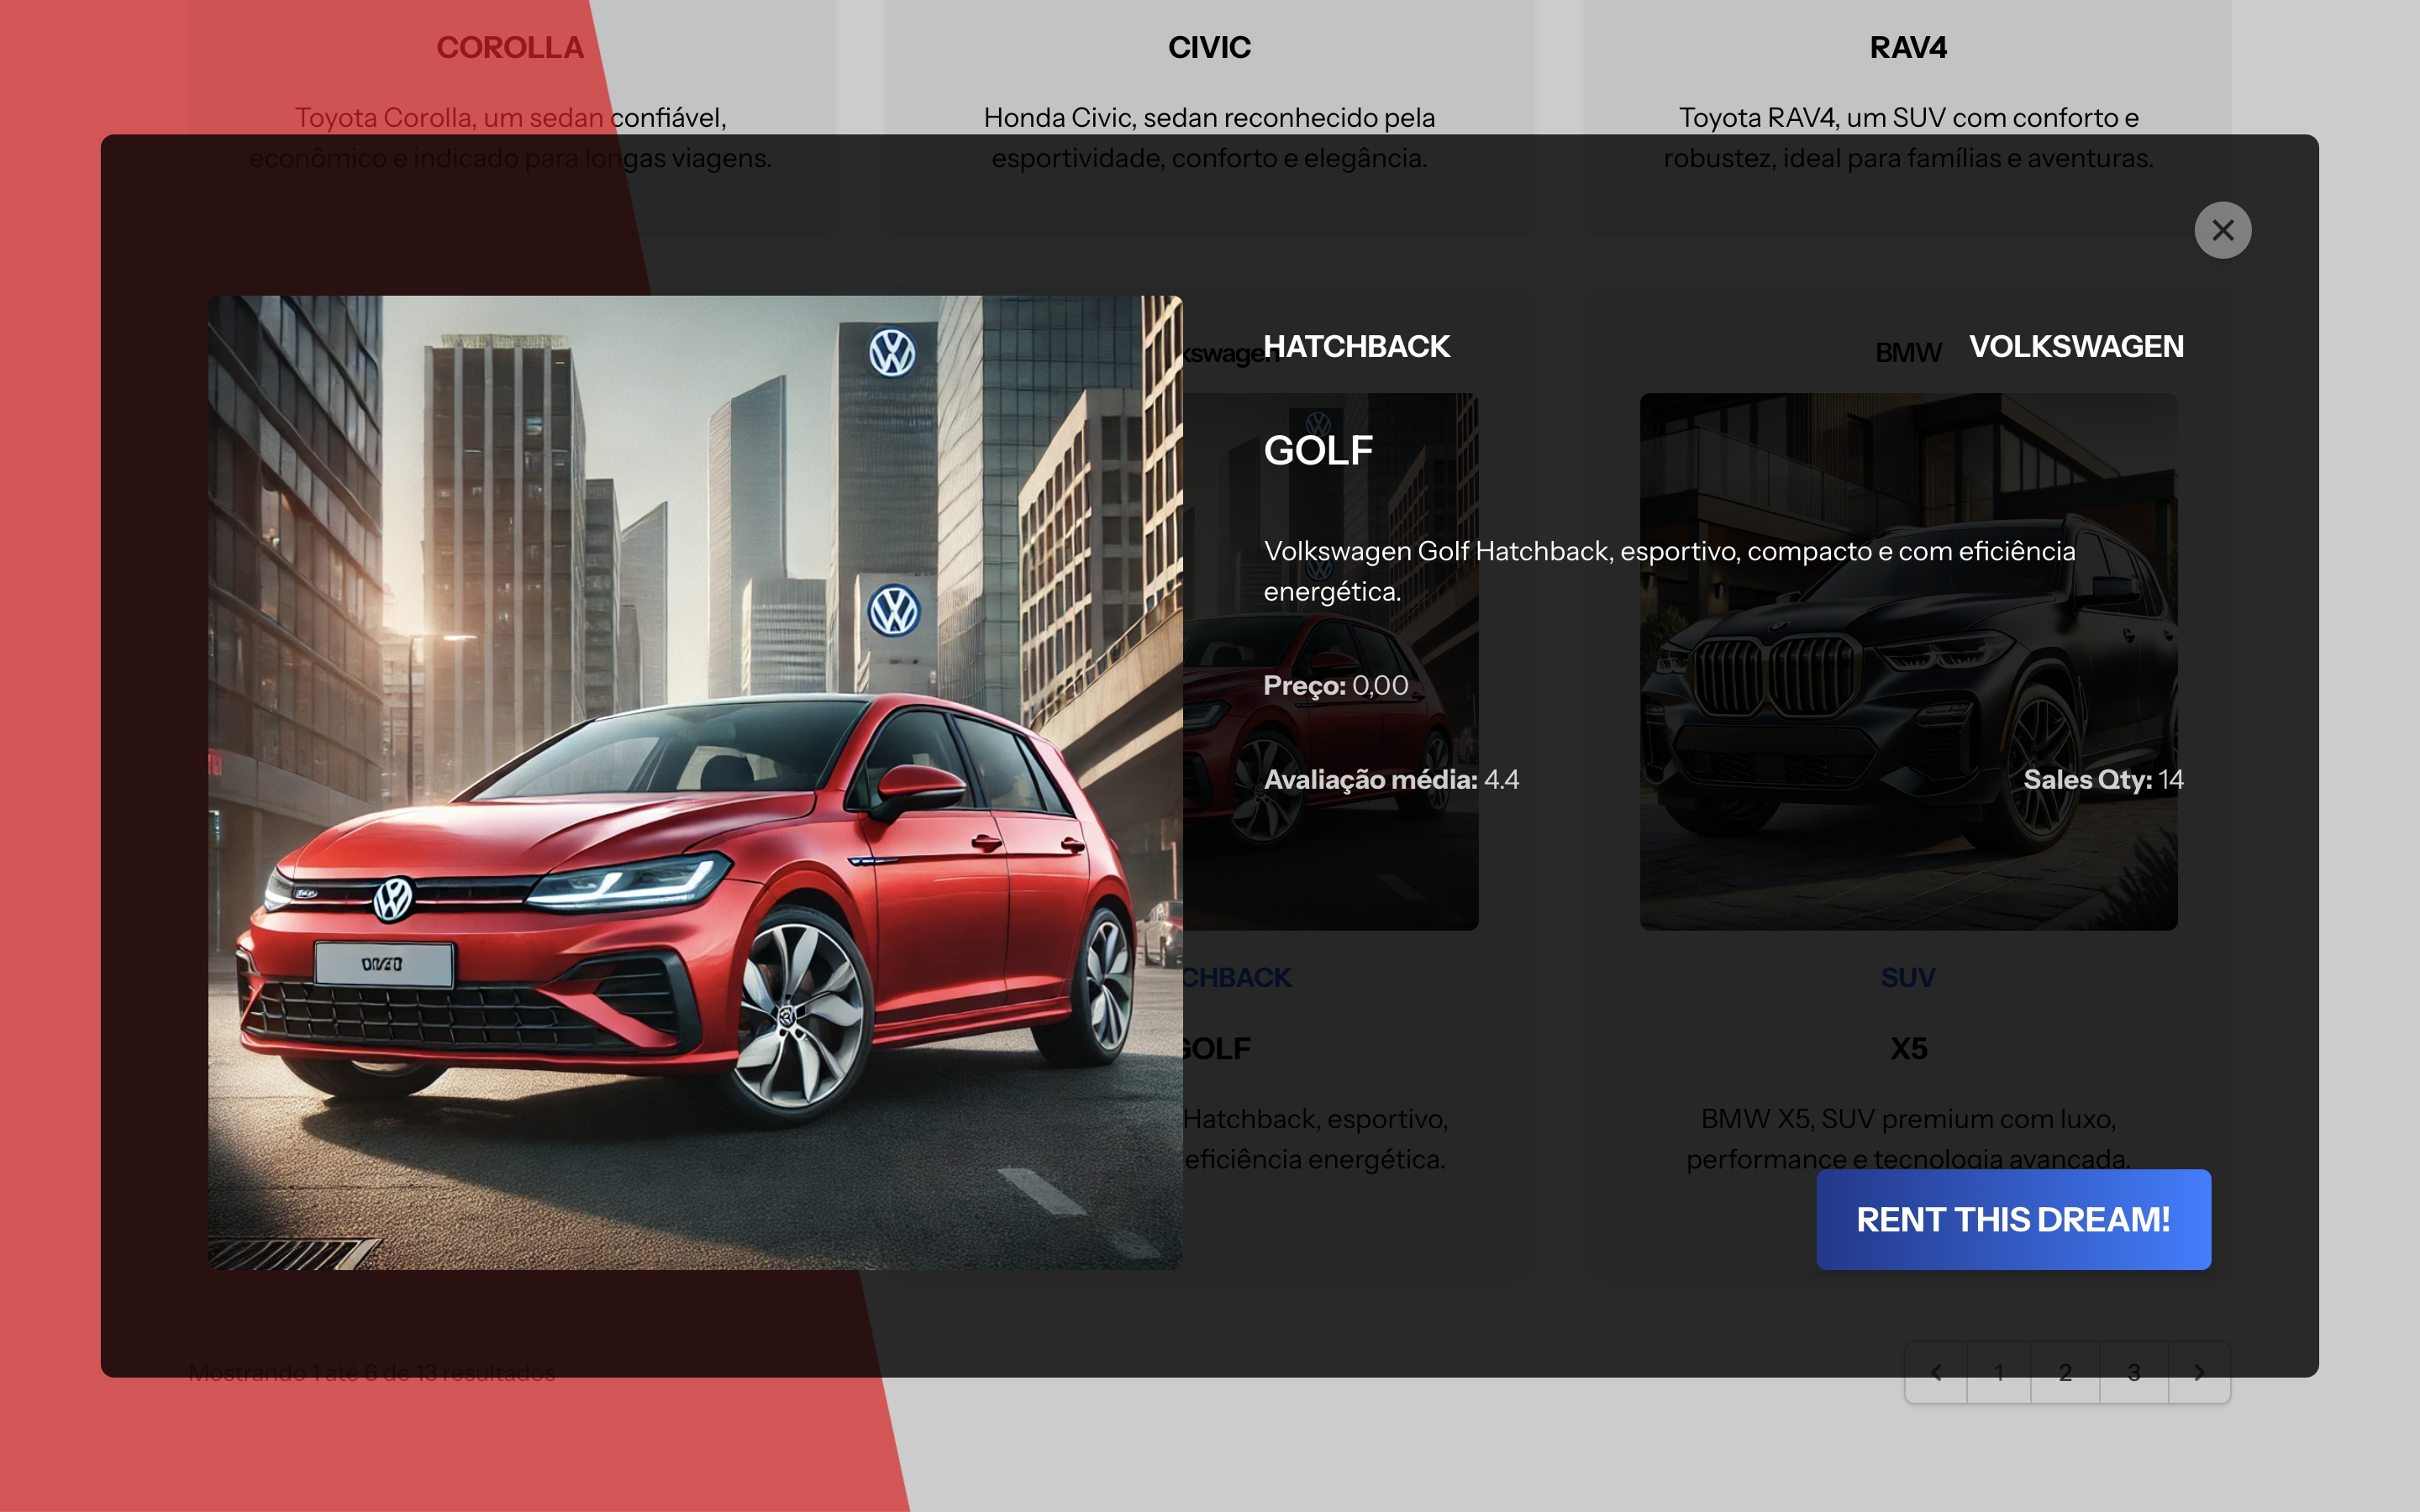 COROLLA
Toyota Corolla, um sedan confiável,
econômico e indicado para longas viagens.
CIVIC
Honda Civic, sedan reconhecido pela
esportividade, conforto e elegância.
RAV4
Toyota RAV4, um SUV com conforto e
robustez, ideal para famílias e aventuras.
HATCHBACK
VOLKSWAGEN
GOLF
Volkswagen Golf Hatchback, esportivo, compacto e com eficiência
energética.
Preço: 0,00
Avaliação média: 4.4
Sales Qty: 14
RENT THIS DREAM!
kswagen
CHBACK
GOLF
Hatchback, esportivo,
eficiência energética.
BMW
SUV
X5
BMW X5, SUV premium com luxo,
performance e tecnologia avançada.
Mostrando 1 até 6 de 13 resultados
1
2
3